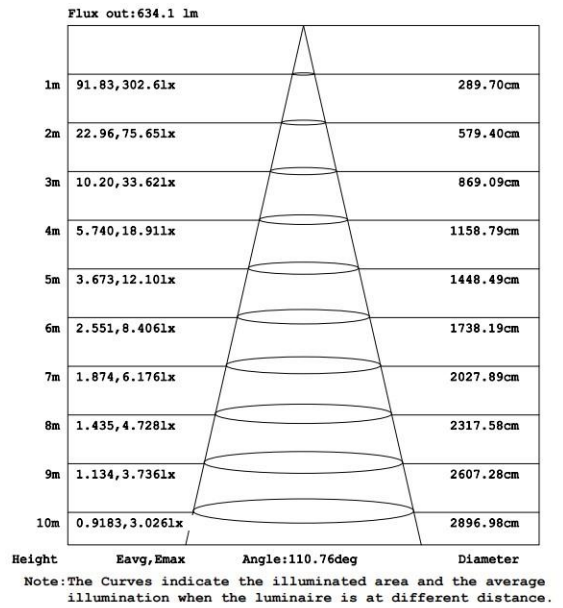 Flux out:634.1 lm
1m 91.83,302.6lx 289.70cm
2m 22.96,75.65lx 579.40cm
3m 10.20,33.62lx 869.09cm
4m 5.740,18.91lx 1158.79cm
5m 3.673,12.10lx 1448.49cm
6m 2.551,8.406lx 1738.19cm
7m 1.874,6.176lx 2027.89cm
8m 1.435,4.728lx 2317.58cm
9m 1.134,3.736lx 2607.28cm
10m 0.9183,3.026lx 2896.98cm
Height Eavg,Emax Angle:110.76deg Diameter
Note:The Curves indicate the illuminated area and the average
illumination when the luminaire is at different distance.